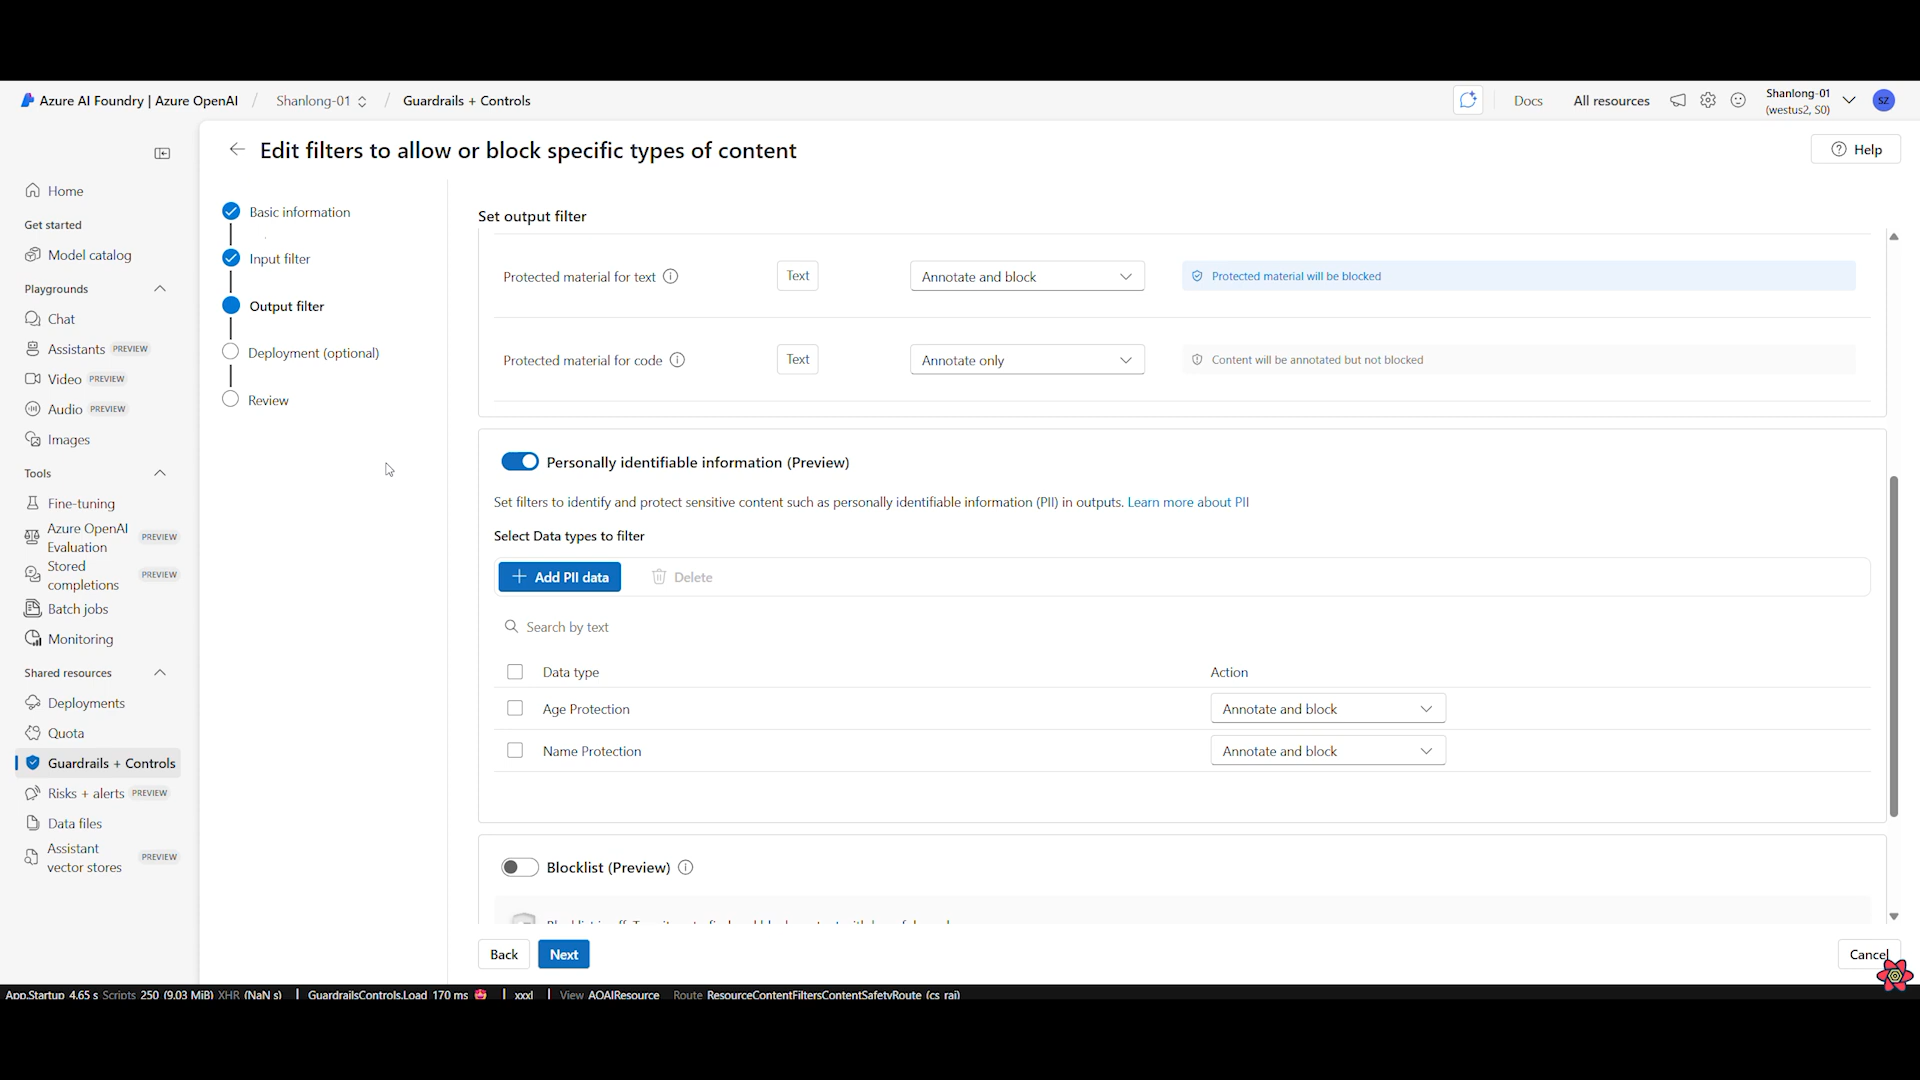 Azure AI Foundry | Azure OpenAI / Shanlong-01 / Guardrails + Controls
Docs
All resources
Shanlong-01
(westus2, S0)
SZ
Edit filters to allow or block specific types of content
Help
Home
Get started
Model catalog
Playgrounds
Chat
Assistants PREVIEW
Video PREVIEW
Audio PREVIEW
Images
Tools
Fine-tuning
Azure OpenAI
Evaluation
PREVIEW
Stored
completions
PREVIEW
Batch jobs
Monitoring
Shared resources
Deployments
Quota
Guardrails + Controls
Risks + alerts PREVIEW
Data files
Assistant
vector stores
PREVIEW
Basic information
Input filter
Output filter
Deployment (optional)
Review
Set output filter
Protected material for text
Text
Annotate and block
Protected material will be blocked
Protected material for code
Text
Annotate only
Content will be annotated but not blocked
Personally identifiable information (Preview)
Set filters to identify and protect sensitive content such as personally identifiable information (PII) in outputs. Learn more about PII
Select Data types to filter
Add PII data
Delete
Search by text
Data type
Action
Age Protection
Annotate and block
Name Protection
Annotate and block
Blocklist (Preview)
Back
Next
Cancel
App.Startup 4.65 s Scripts 250 (9.03 MiB) XHR (NaN s) | GuardrailsControls.Load 170 ms | xxxl | View AOAIResource Route ResourceContentFiltersContentSafetyRoute (cs_rai)